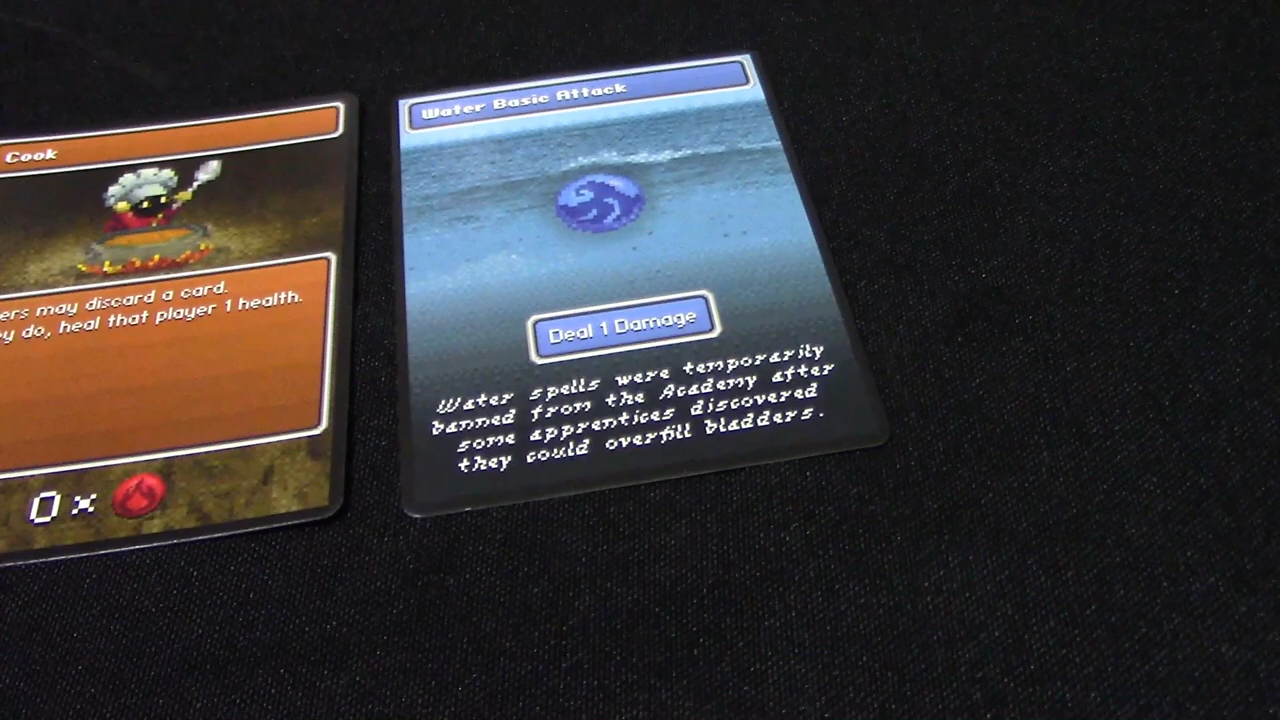 Cook
ers may discard a card.
y do, heal that player 1 health.
0 x
Water Basic Attack
Deal 1 Damage
Water spells were temporarily
banned from the Academy after
some apprentices discovered
they could overfill bladders.